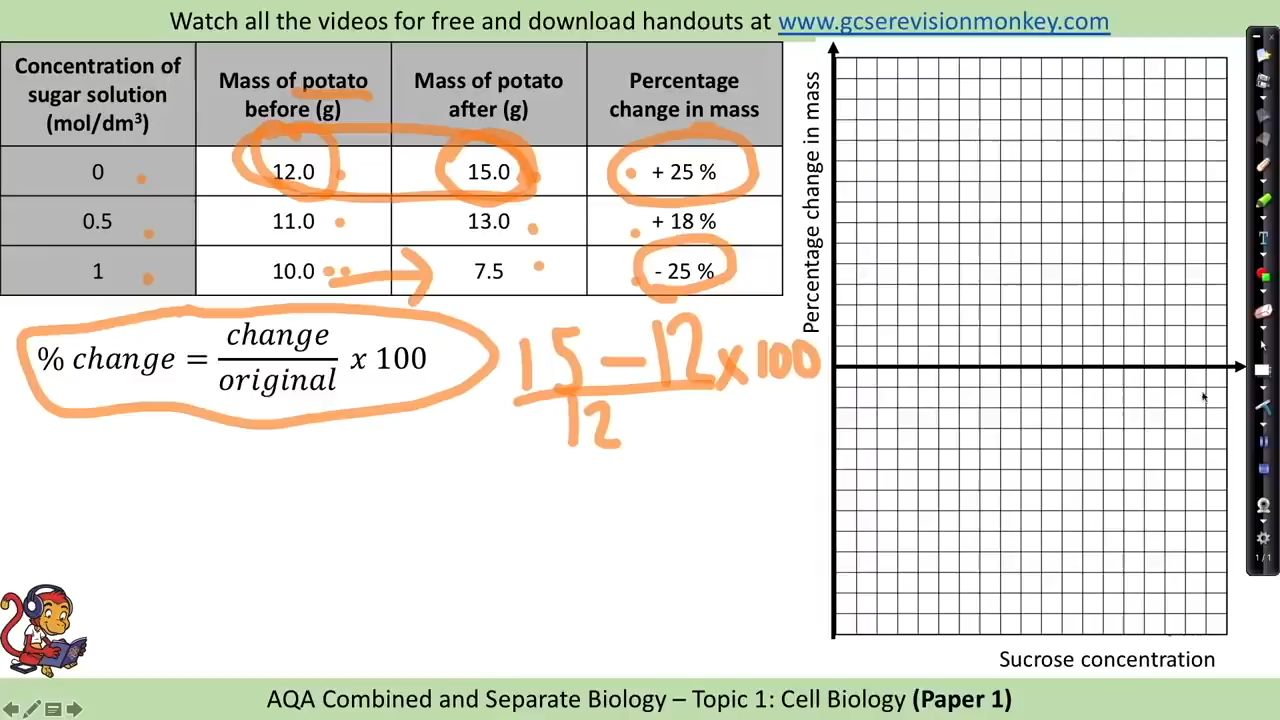 Watch all the videos for free and download handouts at www.gcserevisionmonkey.com
Concentration of sugar solution (mol/dm³) Mass of potato before (g) Mass of potato after (g) Percentage change in mass
0 12.0 15.0 + 25 %
0.5 11.0 13.0 + 18 %
1 10.0 7.5 - 25 %
% change = change/original x 100
15 - 12 x 100
12
Percentage change in mass
Sucrose concentration
1/1
AQA Combined and Separate Biology – Topic 1: Cell Biology (Paper 1)